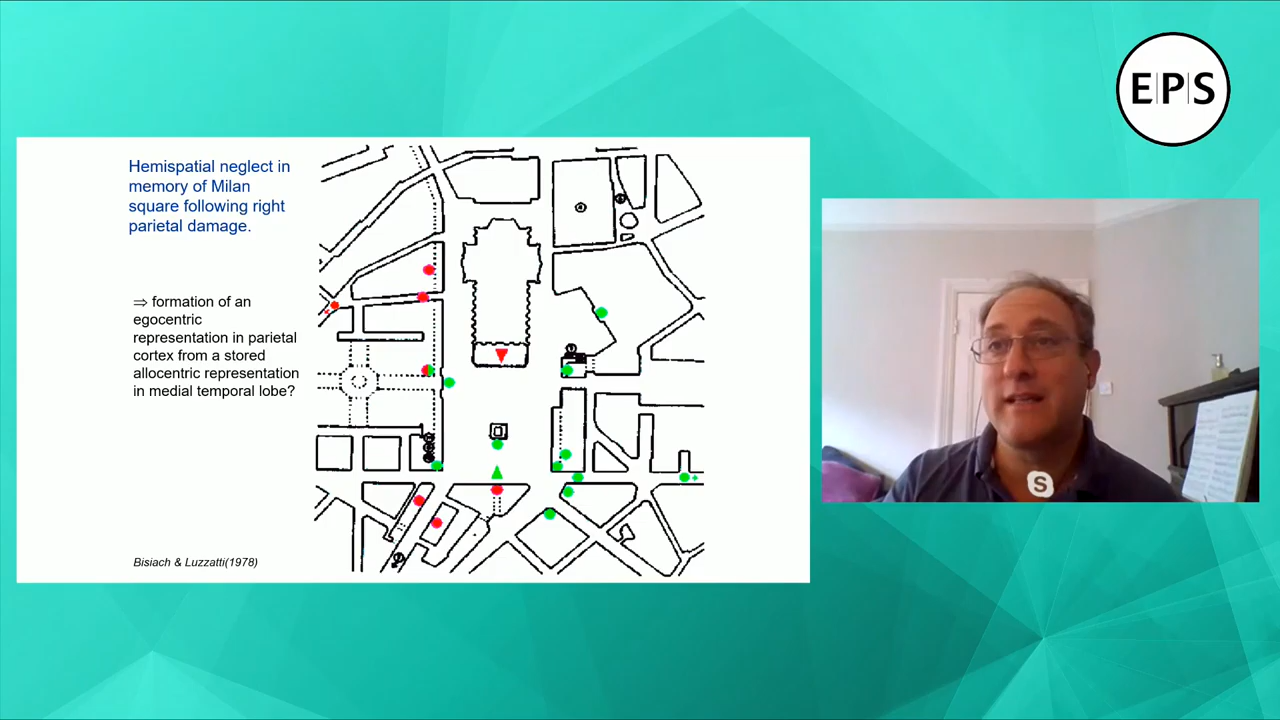 E|P|S
Hemispatial neglect in
memory of Milan
square following right
parietal damage.
⇒ formation of an
egocentric
representation in parietal
cortex from a stored
allocentric representation
in medial temporal lobe?
Bisiach & Luzzatti(1978)
S